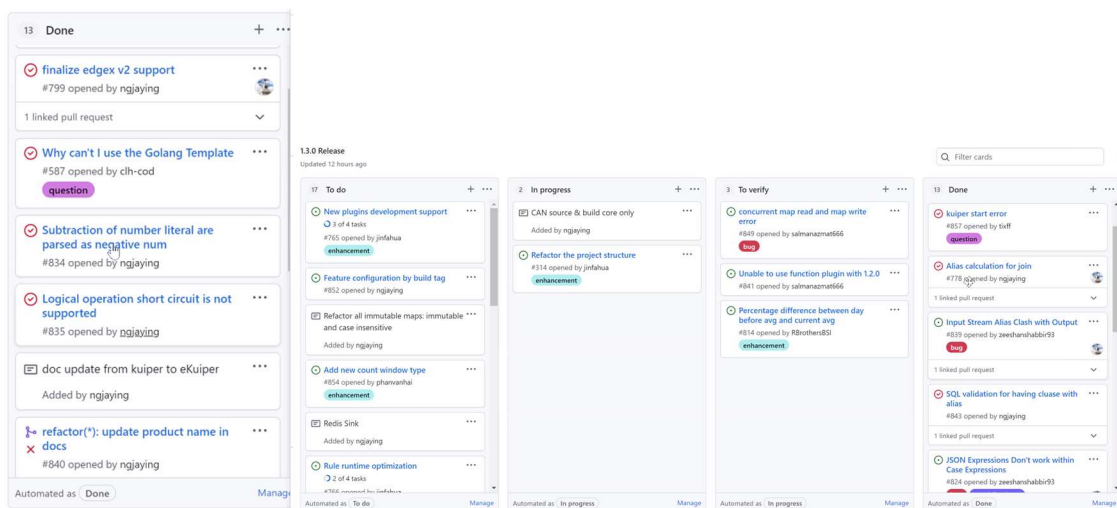 13 Done
finalize edgex v2 support
#799 opened by ngjaying
1 linked pull request
Why can't I use the Golang Template
#587 opened by clh-cod
question
Subtraction of number literal are
parsed as negative num
#834 opened by ngjaying
Logical operation short circuit is not
supported
#835 opened by ngjaying
doc update from kuiper to eKuiper
Added by ngjaying
refactor(*): update product name in
docs
#840 opened by ngjaying
Automated as Done
Manage
1.3.0 Release
Updated 12 hours ago
Filter cards
17 To do
New plugins development support
3 of 4 tasks
#765 opened by jinfahua
enhancement
Feature configuration by build tag
#852 opened by ngjaying
Refactor all immutable maps: immutable
and case insensitive
Added by ngjaying
Add new count window type
#854 opened by phanvanhai
enhancement
Redis Sink
Added by ngjaying
Rule runtime optimization
2 of 4 tasks
#766 opened by jinfahua
Automated as To do
Manage
2 In progress
CAN source & build core only
Added by ngjaying
Refactor the project structure
#314 opened by jinfahua
enhancement
Automated as In progress
Manage
3 To verify
concurrent map read and map write
error
#849 opened by salmanazmat666
bug
Unable to use function plugin with 1.2.0
#841 opened by salmanazmat666
Percentage difference between day
before avg and current avg
#814 opened by RBrothersBSI
enhancement
Automated as In progress
Manage
13 Done
kuiper start error
#857 opened by tixff
question
Alias calculation for join
#778 opened by ngjaying
1 linked pull request
Input Stream Alias Clash with Output
#839 opened by zeeshanshabbir93
bug
1 linked pull request
SQL validation for having cluase with
alias
#843 opened by ngjaying
1 linked pull request
JSON Expressions Don't work within
Case Expressions
#824 opened by zeeshanshabbir93
Automated as Done
Manage